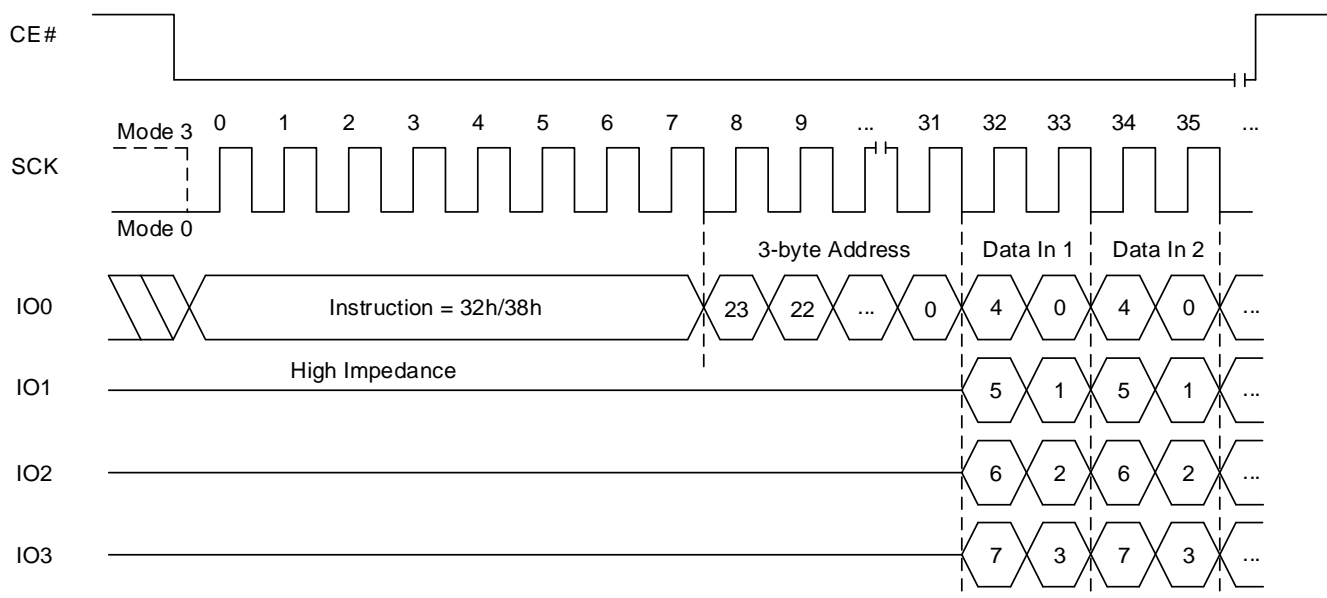 CE#
Mode 3 0 1 2 3 4 5 6 7 8 9 ... 31 32 33 34 35 ...
SCK
Mode 0
3-byte Address Data In 1 Data In 2
IO0 Instruction = 32h/38h 23 22 ... 0 4 0 4 0 ...
High Impedance
IO1 5 1 5 1 ...
IO2 6 2 6 2 ...
IO3 7 3 7 3 ...